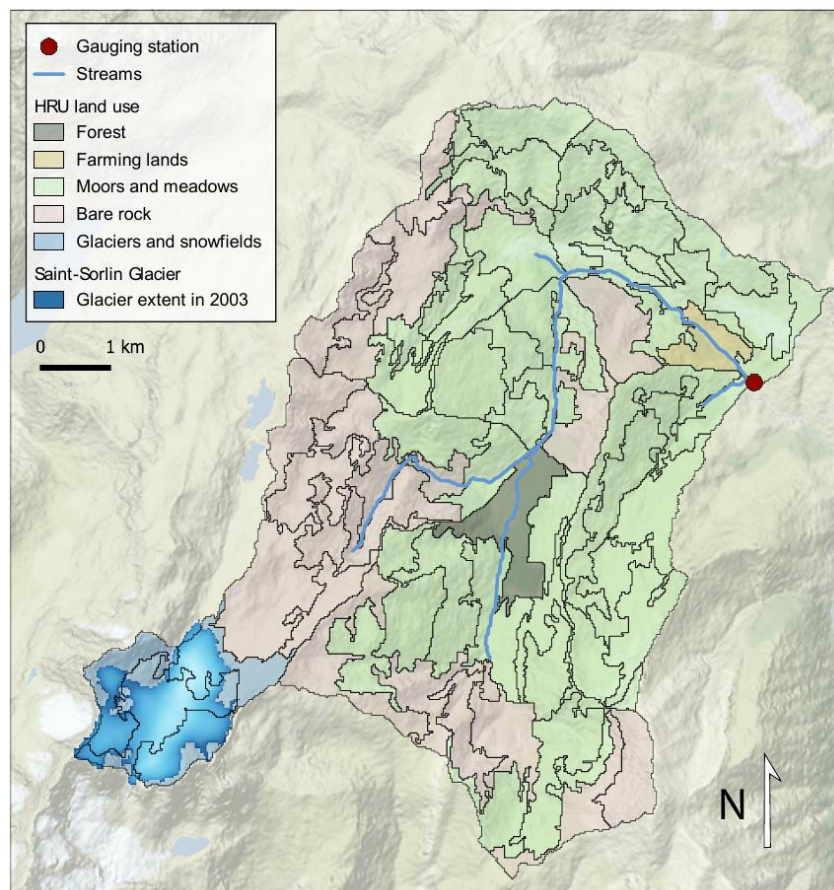 Gauging station
Streams
HRU land use
Forest
Farming lands
Moors and meadows
Bare rock
Glaciers and snowfields
Saint-Sorlin Glacier
Glacier extent in 2003
0 1 km
N